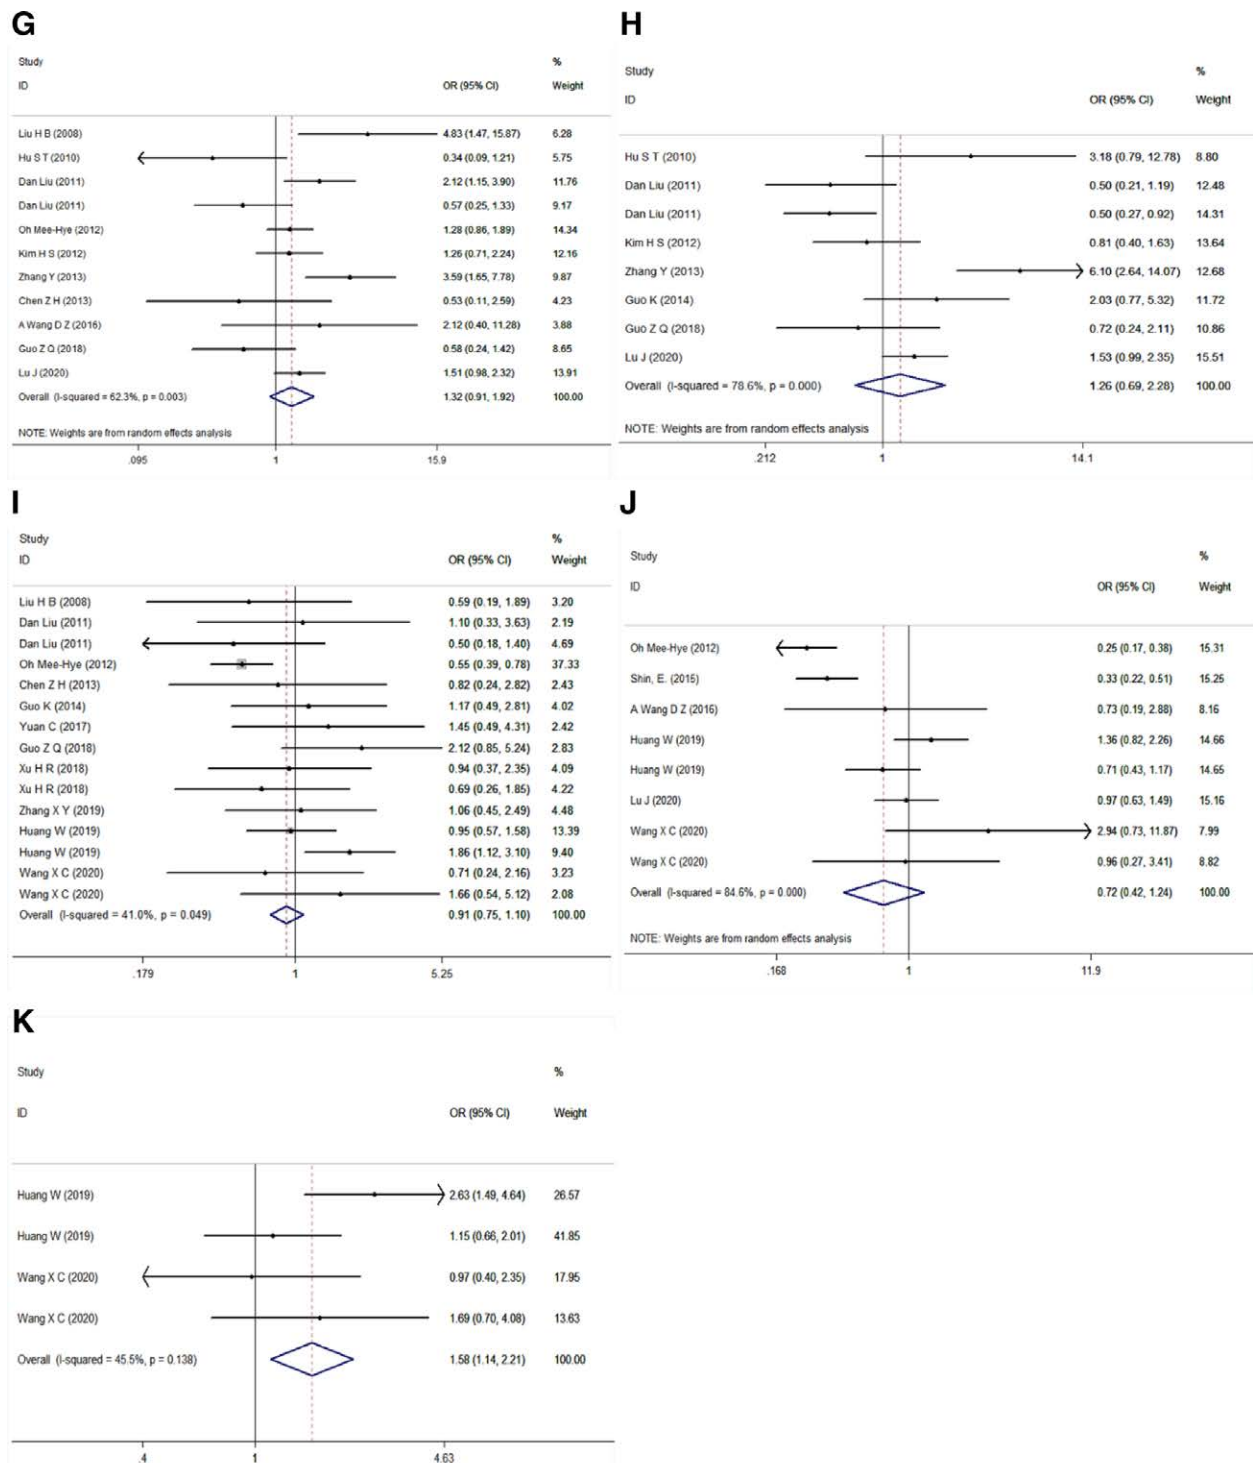 G
Study %
ID OR (95% CI) Weight
Liu H B (2008) 4.83 (1.47, 15.87) 6.28
Hu S T (2010) 0.34 (0.09, 1.21) 5.75
Dan Liu (2011) 2.12 (1.15, 3.90) 11.76
Dan Liu (2011) 0.57 (0.25, 1.33) 9.17
Oh Mee-Hye (2012) 1.28 (0.86, 1.89) 14.34
Kim H S (2012) 1.26 (0.71, 2.24) 12.16
Zhang Y (2013) 3.59 (1.65, 7.78) 9.87
Chen Z H (2013) 0.53 (0.11, 2.59) 4.23
A Wang D Z (2016) 2.12 (0.40, 11.28) 3.88
Guo Z Q (2018) 0.58 (0.24, 1.42) 8.65
Lu J (2020) 1.51 (0.98, 2.32) 13.91
Overall (I-squared = 62.3%, p = 0.003) 1.32 (0.91, 1.92) 100.00
NOTE: Weights are from random effects analysis
.095 1 15.9
H
Study %
ID OR (95% CI) Weight
Hu S T (2010) 3.18 (0.79, 12.78) 8.80
Dan Liu (2011) 0.50 (0.21, 1.19) 12.48
Dan Liu (2011) 0.50 (0.27, 0.92) 14.31
Kim H S (2012) 0.81 (0.40, 1.63) 13.64
Zhang Y (2013) 6.10 (2.64, 14.07) 12.68
Guo K (2014) 2.03 (0.77, 5.32) 11.72
Guo Z Q (2018) 0.72 (0.24, 2.11) 10.86
Lu J (2020) 1.53 (0.99, 2.35) 15.51
Overall (I-squared = 78.6%, p = 0.000) 1.26 (0.69, 2.28) 100.00
NOTE: Weights are from random effects analysis
.212 1 14.1
I
Study %
ID OR (95% CI) Weight
Liu H B (2008) 0.59 (0.19, 1.89) 3.20
Dan Liu (2011) 1.10 (0.33, 3.63) 2.19
Dan Liu (2011) 0.50 (0.18, 1.40) 4.69
Oh Mee-Hye (2012) 0.55 (0.39, 0.78) 37.33
Chen Z H (2013) 0.82 (0.24, 2.82) 2.43
Guo K (2014) 1.17 (0.49, 2.81) 4.02
Yuan C (2017) 1.45 (0.49, 4.31) 2.42
Guo Z Q (2018) 2.12 (0.85, 5.24) 2.83
Xu H R (2018) 0.94 (0.37, 2.35) 4.09
Xu H R (2018) 0.69 (0.26, 1.85) 4.22
Zhang X Y (2019) 1.06 (0.45, 2.49) 4.48
Huang W (2019) 0.95 (0.57, 1.58) 13.39
Huang W (2019) 1.86 (1.12, 3.10) 9.40
Wang X C (2020) 0.71 (0.24, 2.16) 3.23
Wang X C (2020) 1.66 (0.54, 5.12) 2.08
Overall (I-squared = 41.0%, p = 0.049) 0.91 (0.75, 1.10) 100.00
.179 1 5.25
J
Study %
ID OR (95% CI) Weight
Oh Mee-Hye (2012) 0.25 (0.17, 0.38) 15.31
Shin, E. (2015) 0.33 (0.22, 0.51) 15.25
A Wang D Z (2016) 0.73 (0.19, 2.88) 8.16
Huang W (2019) 1.36 (0.82, 2.26) 14.66
Huang W (2019) 0.71 (0.43, 1.17) 14.65
Lu J (2020) 0.97 (0.63, 1.49) 15.16
Wang X C (2020) 2.94 (0.73, 11.87) 7.99
Wang X C (2020) 0.96 (0.27, 3.41) 8.82
Overall (I-squared = 84.6%, p = 0.000) 0.72 (0.42, 1.24) 100.00
NOTE: Weights are from random effects analysis
.168 1 11.9
K
Study %
ID OR (95% CI) Weight
Huang W (2019) 2.63 (1.49, 4.64) 26.57
Huang W (2019) 1.15 (0.66, 2.01) 41.85
Wang X C (2020) 0.97 (0.40, 2.35) 17.95
Wang X C (2020) 1.69 (0.70, 4.08) 13.63
Overall (I-squared = 45.5%, p = 0.138) 1.58 (1.14, 2.21) 100.00
.4 1 4.63